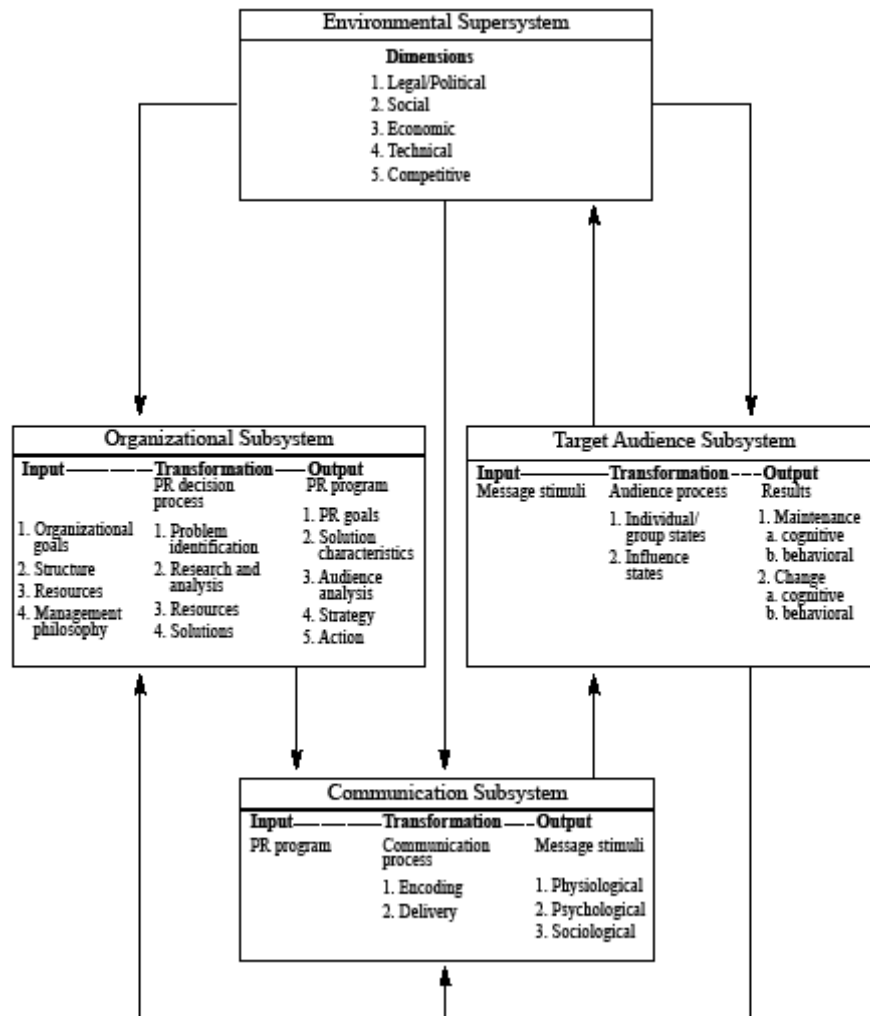 Environmental Supersystem
Dimensions
1. Legal/Political
2. Social
3. Economic
4. Technical
5. Competitive
Organizational Subsystem
Input Transformation Output
PR decision
process
PR program
1. Organizational
goals
2. Structure
3. Resources
4. Management
philosophy
1. Problem
identification
2. Research and
analysis
3. Resources
4. Solutions
1. PR goals
2. Solution
characteristics
3. Audience
analysis
4. Strategy
5. Action
Target Audience Subsystem
Input Transformation Output
Message stimuli Audience process Results
1. Individual/
group states
2. Influence
states
1. Maintenance
a. cognitive
b. behavioral
2. Change
a. cognitive
b. behavioral
Communication Subsystem
Input Transformation Output
PR program
Communication
process
Message stimuli
1. Encoding
2. Delivery
1. Physiological
2. Psychological
3. Sociological